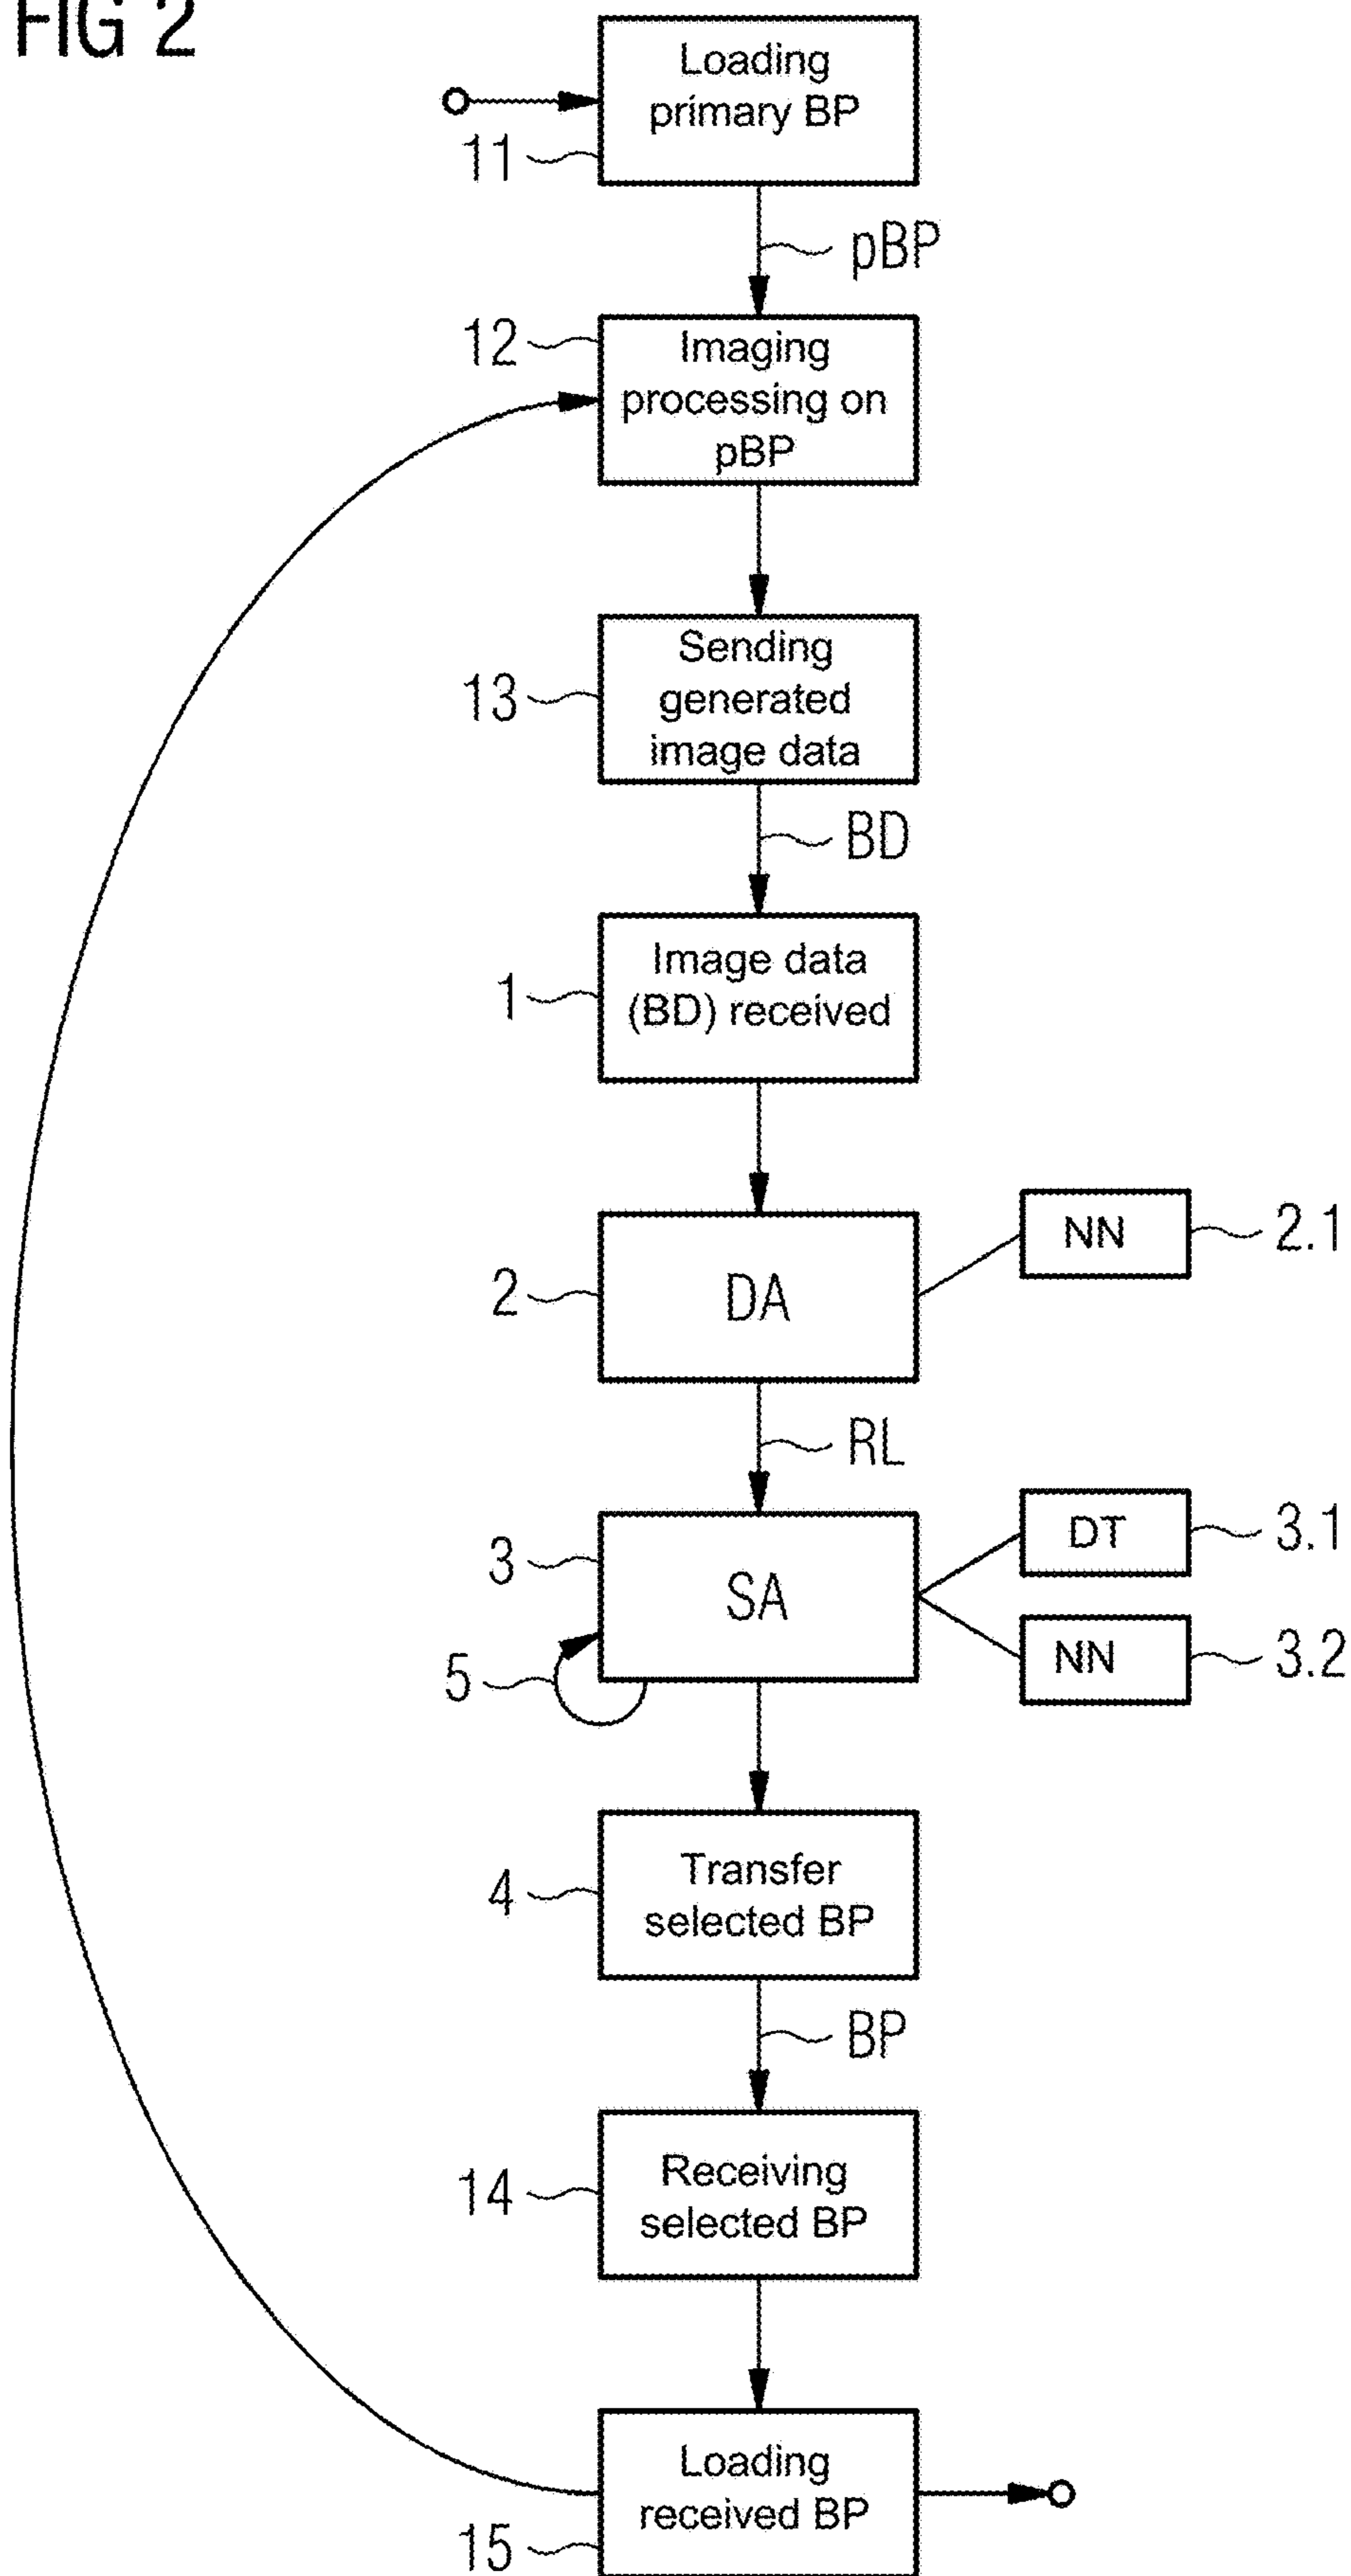 FIG 2
Loading
primary BP
11
pBP
12
Imaging
processing on
pBP
13
Sending
generated
image data
BD
1
Image data
(BD) received
2
DA
NN
2.1
RL
3
SA
DT
3.1
NN
3.2
5
4
Transfer
selected BP
BP
14
Receiving
selected BP
Loading
received BP
15